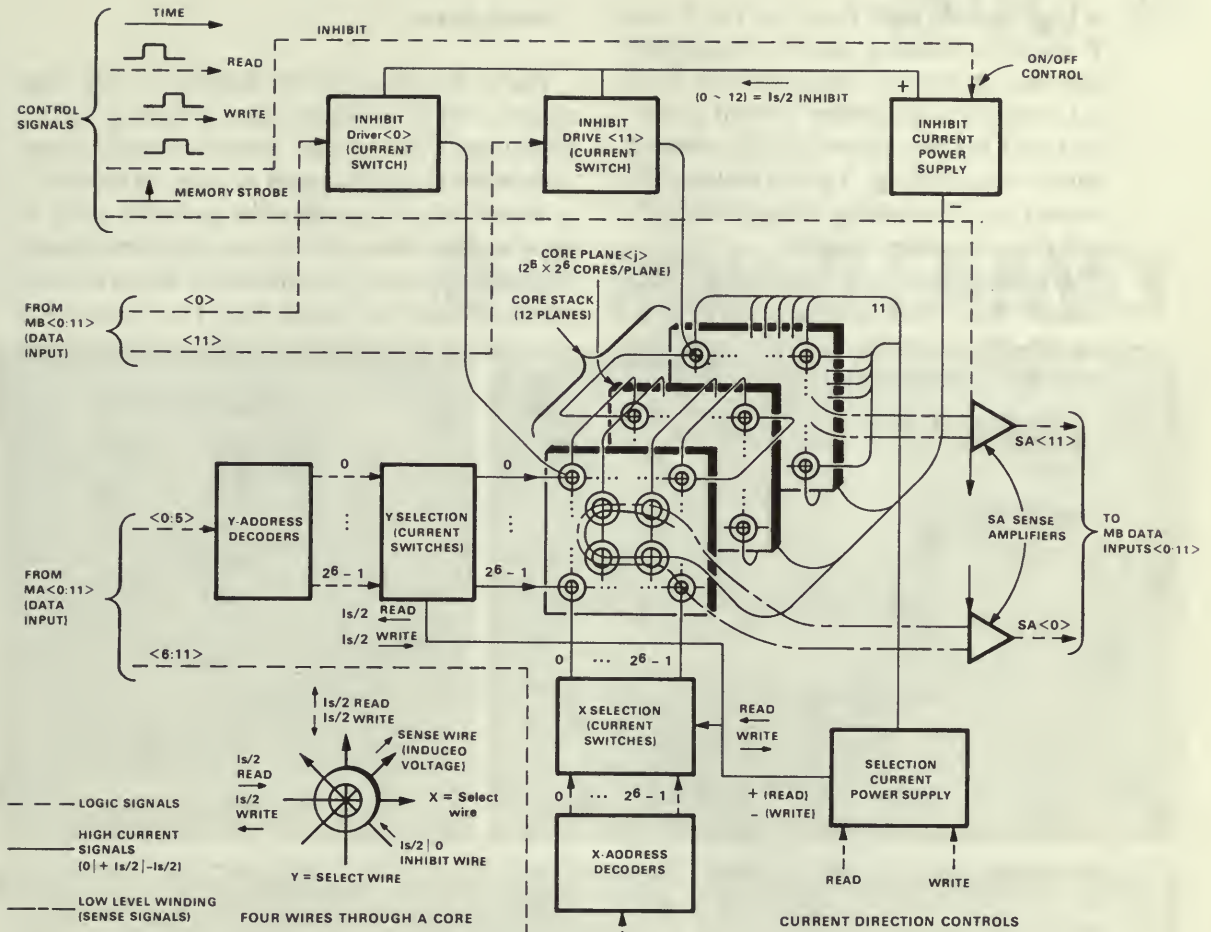 TIME
READ
WRITE
INHIBIT
MEMORY STROBE
CONTROL
SIGNALS
INHIBIT
Driver<0>
(CURRENT
SWITCH)
INHIBIT
DRIVE <11>
(CURRENT
SWITCH)
(0 ~ 12) = Is/2 INHIBIT
+
ON/OFF
CONTROL
INHIBIT
CURRENT
POWER
SUPPLY
−
FROM
MB<0:11>
(DATA
INPUT)
<0>
<11>
CORE PLANE<j>
(2⁶ × 2⁶ CORES/PLANE)
CORE STACK
(12 PLANES)
11
SA<11>
SA SENSE
AMPLIFIERS
TO
MB DATA
INPUTS<0:11>
SA<0>
FROM
MA<0:11>
(DATA
INPUT)
<0:5>
<6:11>
Y-ADDRESS
DECODERS
0
2⁶ − 1
Y SELECTION
(CURRENT
SWITCHES)
0
2⁶ − 1
Is/2 READ
Is/2 WRITE
0 ... 2⁶ − 1
X SELECTION
(CURRENT
SWITCHES)
READ
WRITE
0 ... 2⁶ − 1
X-ADDRESS
DECODERS
+ (READ)
− (WRITE)
SELECTION
CURRENT
POWER SUPPLY
READ
WRITE
CURRENT DIRECTION CONTROLS
Is/2 READ
Is/2 WRITE
SENSE WIRE
(INDUCEO
VOLTAGE)
Is/2
READ
Is/2
WRITE
X = Select
wire
Is/2 | 0
INHIBIT WIRE
Y = SELECT WIRE
FOUR WIRES THROUGH A CORE
LOGIC SIGNALS
HIGH CURRENT
SIGNALS
(0 | + Is/2 | −Is/2)
LOW LEVEL WINDING
(SENSE SIGNALS)